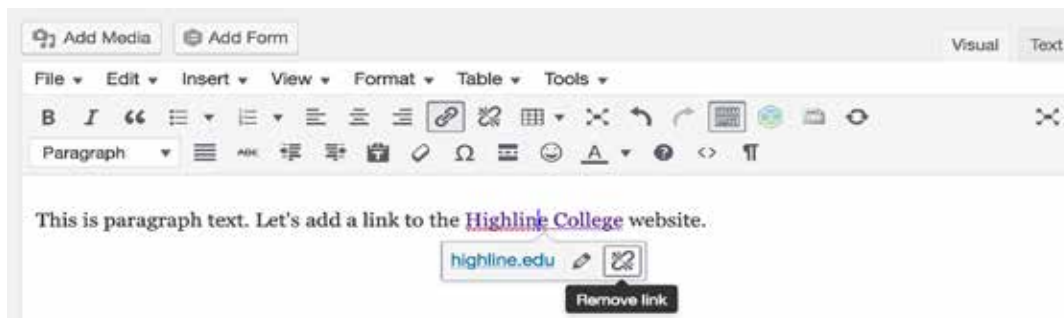 Add Media Add Form
Visual Text
File Edit Insert View Format Table Tools
B I
Paragraph ABC Ω A ? <> ¶
This is paragraph text. Let's add a link to the Highline College website.
highline.edu
Remove link